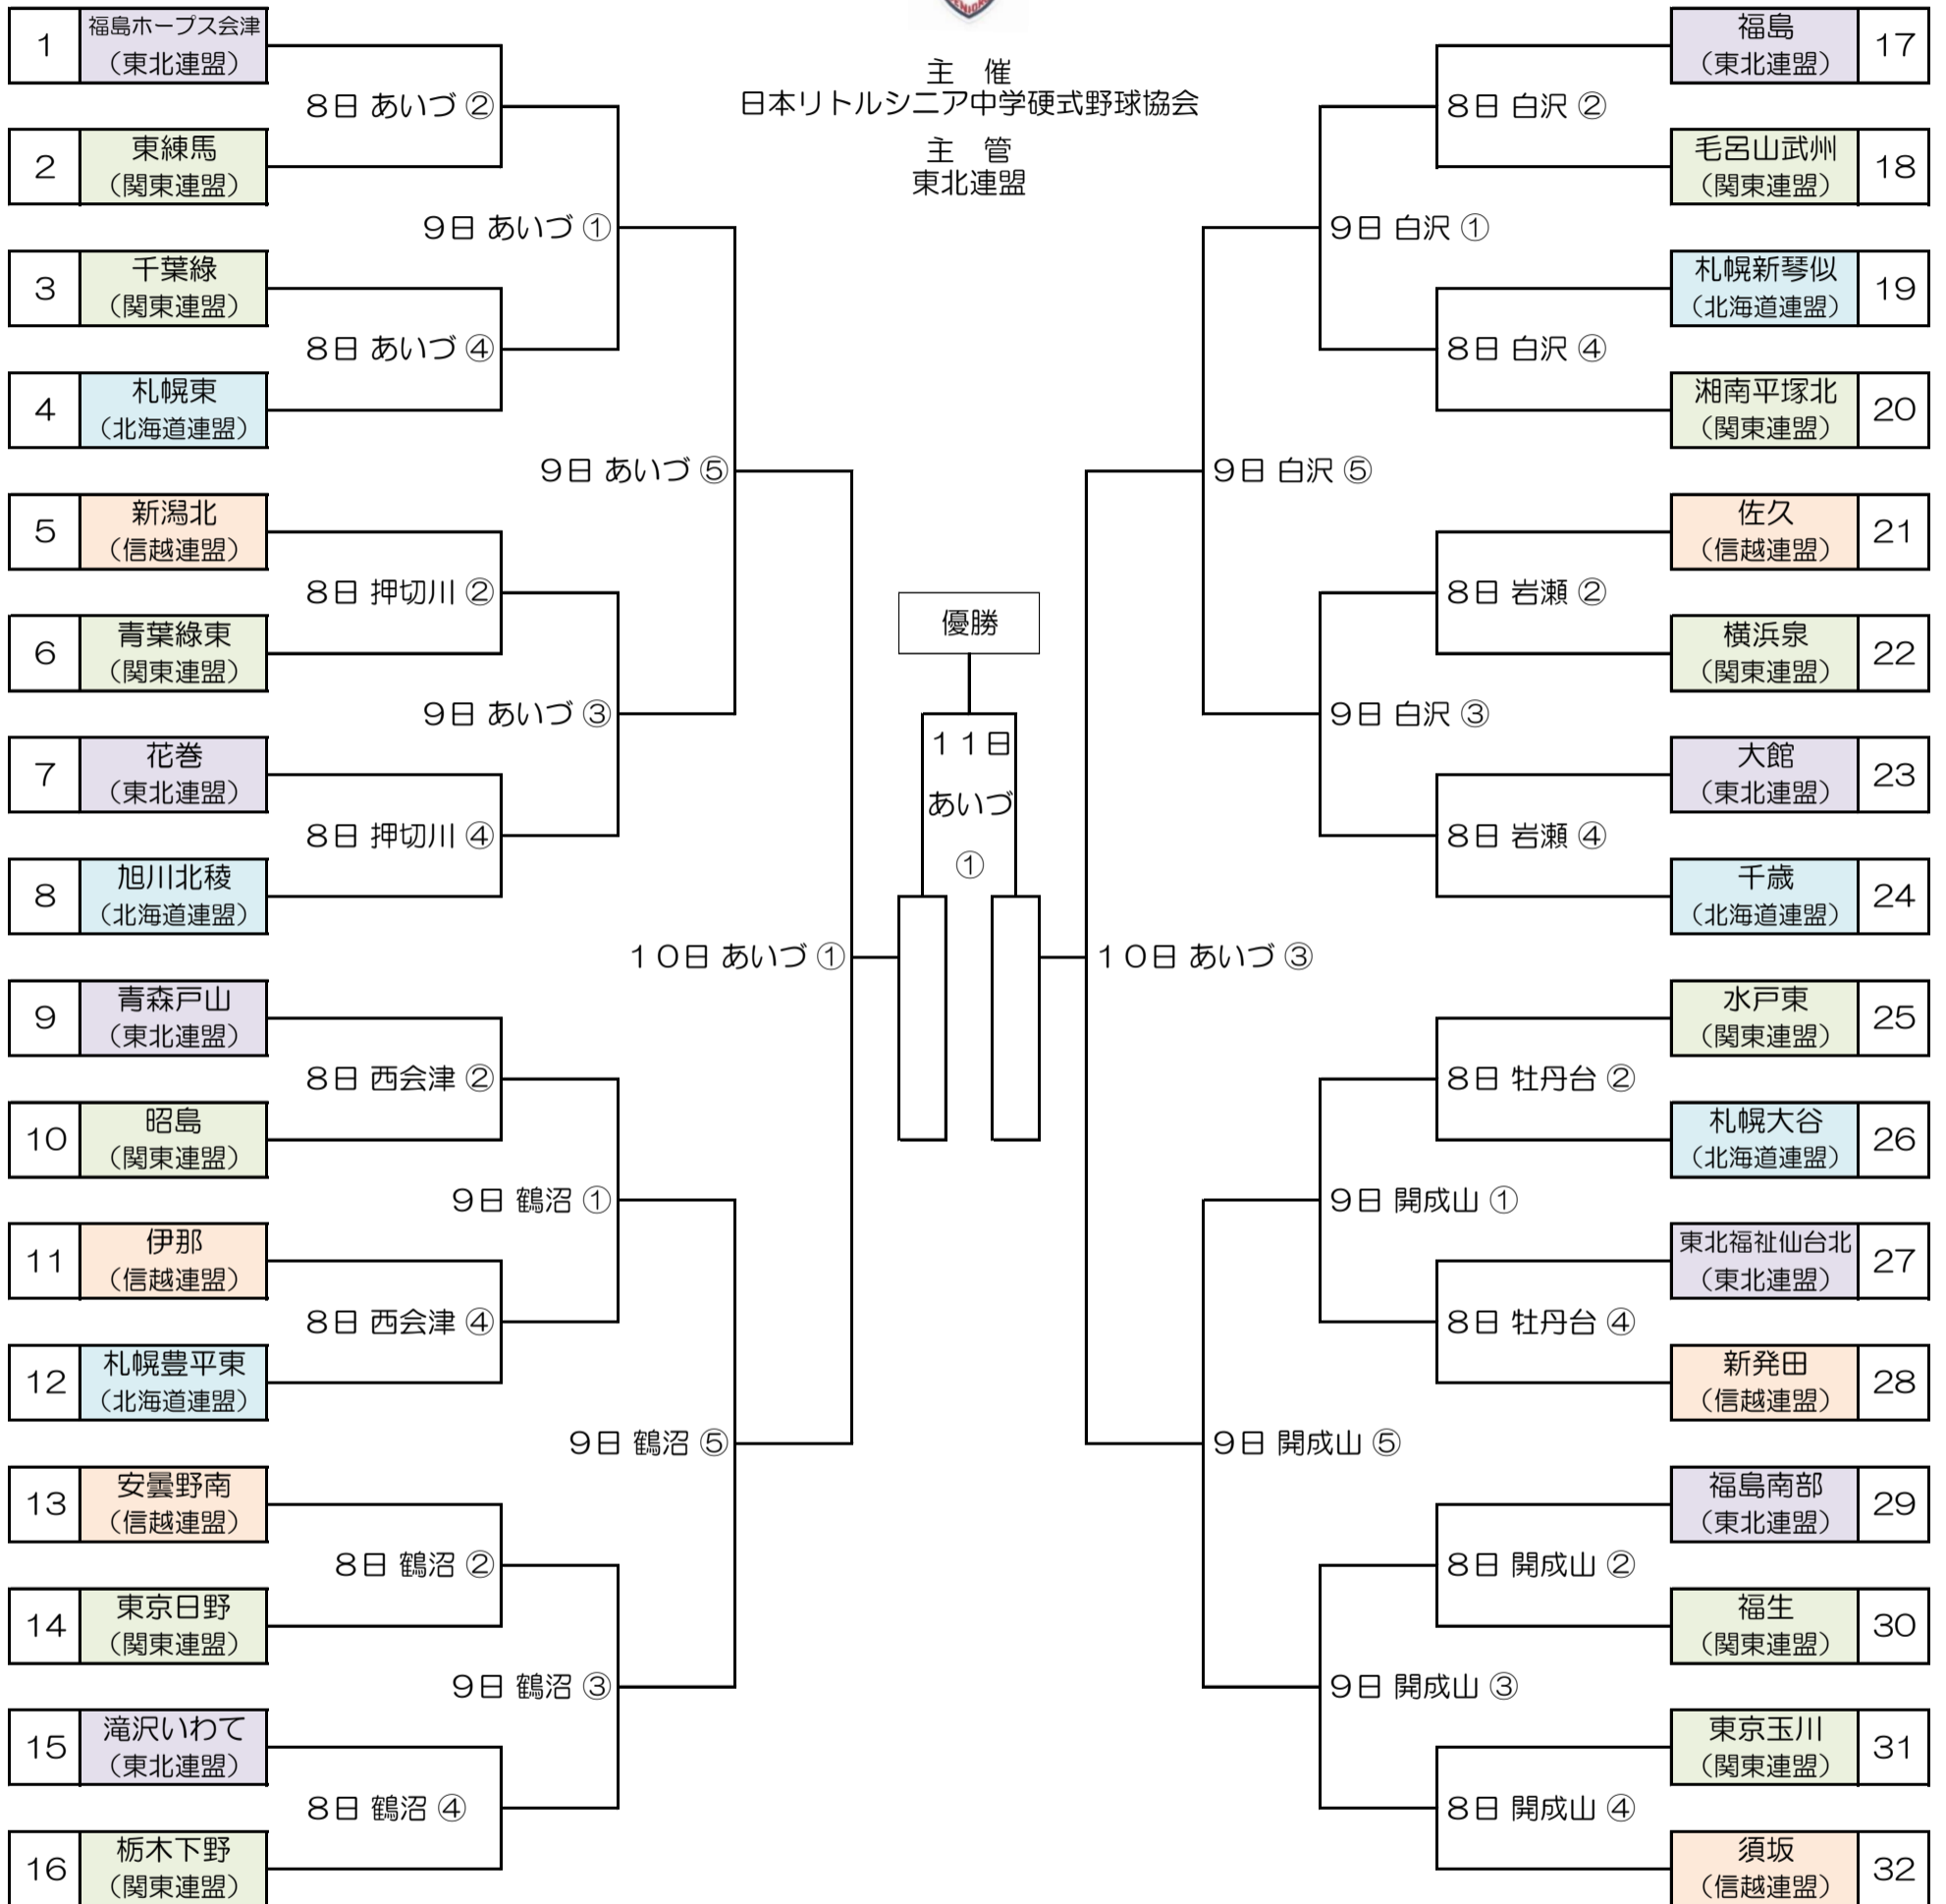 主　催
日本リトルシニア中学硬式野球協会
主　管
東北連盟
1
福島ホープス会津
（東北連盟）
8日 あいづ ②
2
東練馬
（関東連盟）
9日 あいづ ①
3
千葉緑
（関東連盟）
8日 あいづ ④
4
札幌東
（北海道連盟）
9日 あいづ ⑤
5
新潟北
（信越連盟）
8日 押切川 ②
6
青葉緑東
（関東連盟）
9日 あいづ ③
7
花巻
（東北連盟）
8日 押切川 ④
8
旭川北稜
（北海道連盟）
10日 あいづ ①
9
青森戸山
（東北連盟）
8日 西会津 ②
10
昭島
（関東連盟）
9日 鶴沼 ①
11
伊那
（信越連盟）
8日 西会津 ④
12
札幌豊平東
（北海道連盟）
9日 鶴沼 ⑤
13
安曇野南
（信越連盟）
8日 鶴沼 ②
14
東京日野
（関東連盟）
9日 鶴沼 ③
15
滝沢いわて
（東北連盟）
8日 鶴沼 ④
16
栃木下野
（関東連盟）
優勝
11日
あいづ
①
福島
（東北連盟）
17
8日 白沢 ②
毛呂山武州
（関東連盟）
18
9日 白沢 ①
札幌新琴似
（北海道連盟）
19
8日 白沢 ④
湘南平塚北
（関東連盟）
20
9日 白沢 ⑤
佐久
（信越連盟）
21
8日 岩瀬 ②
横浜泉
（関東連盟）
22
9日 白沢 ③
大館
（東北連盟）
23
8日 岩瀬 ④
千歳
（北海道連盟）
24
10日 あいづ ③
水戸東
（関東連盟）
25
8日 牡丹台 ②
札幌大谷
（北海道連盟）
26
9日 開成山 ①
東北福祉仙台北
（東北連盟）
27
8日 牡丹台 ④
新発田
（信越連盟）
28
9日 開成山 ⑤
福島南部
（東北連盟）
29
8日 開成山 ②
福生
（関東連盟）
30
9日 開成山 ③
東京玉川
（関東連盟）
31
8日 開成山 ④
須坂
（信越連盟）
32